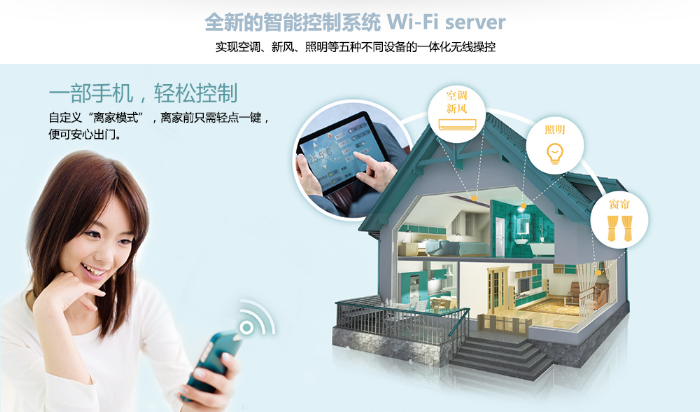 全新的智能控制系统 Wi-Fi server
实现空调、新风、照明等五种不同设备的一体化无线操控
一部手机，轻松控制
自定义“离家模式”，离家前只需轻点一键，
便可安心出门。
空调
新风
照明
窗帘